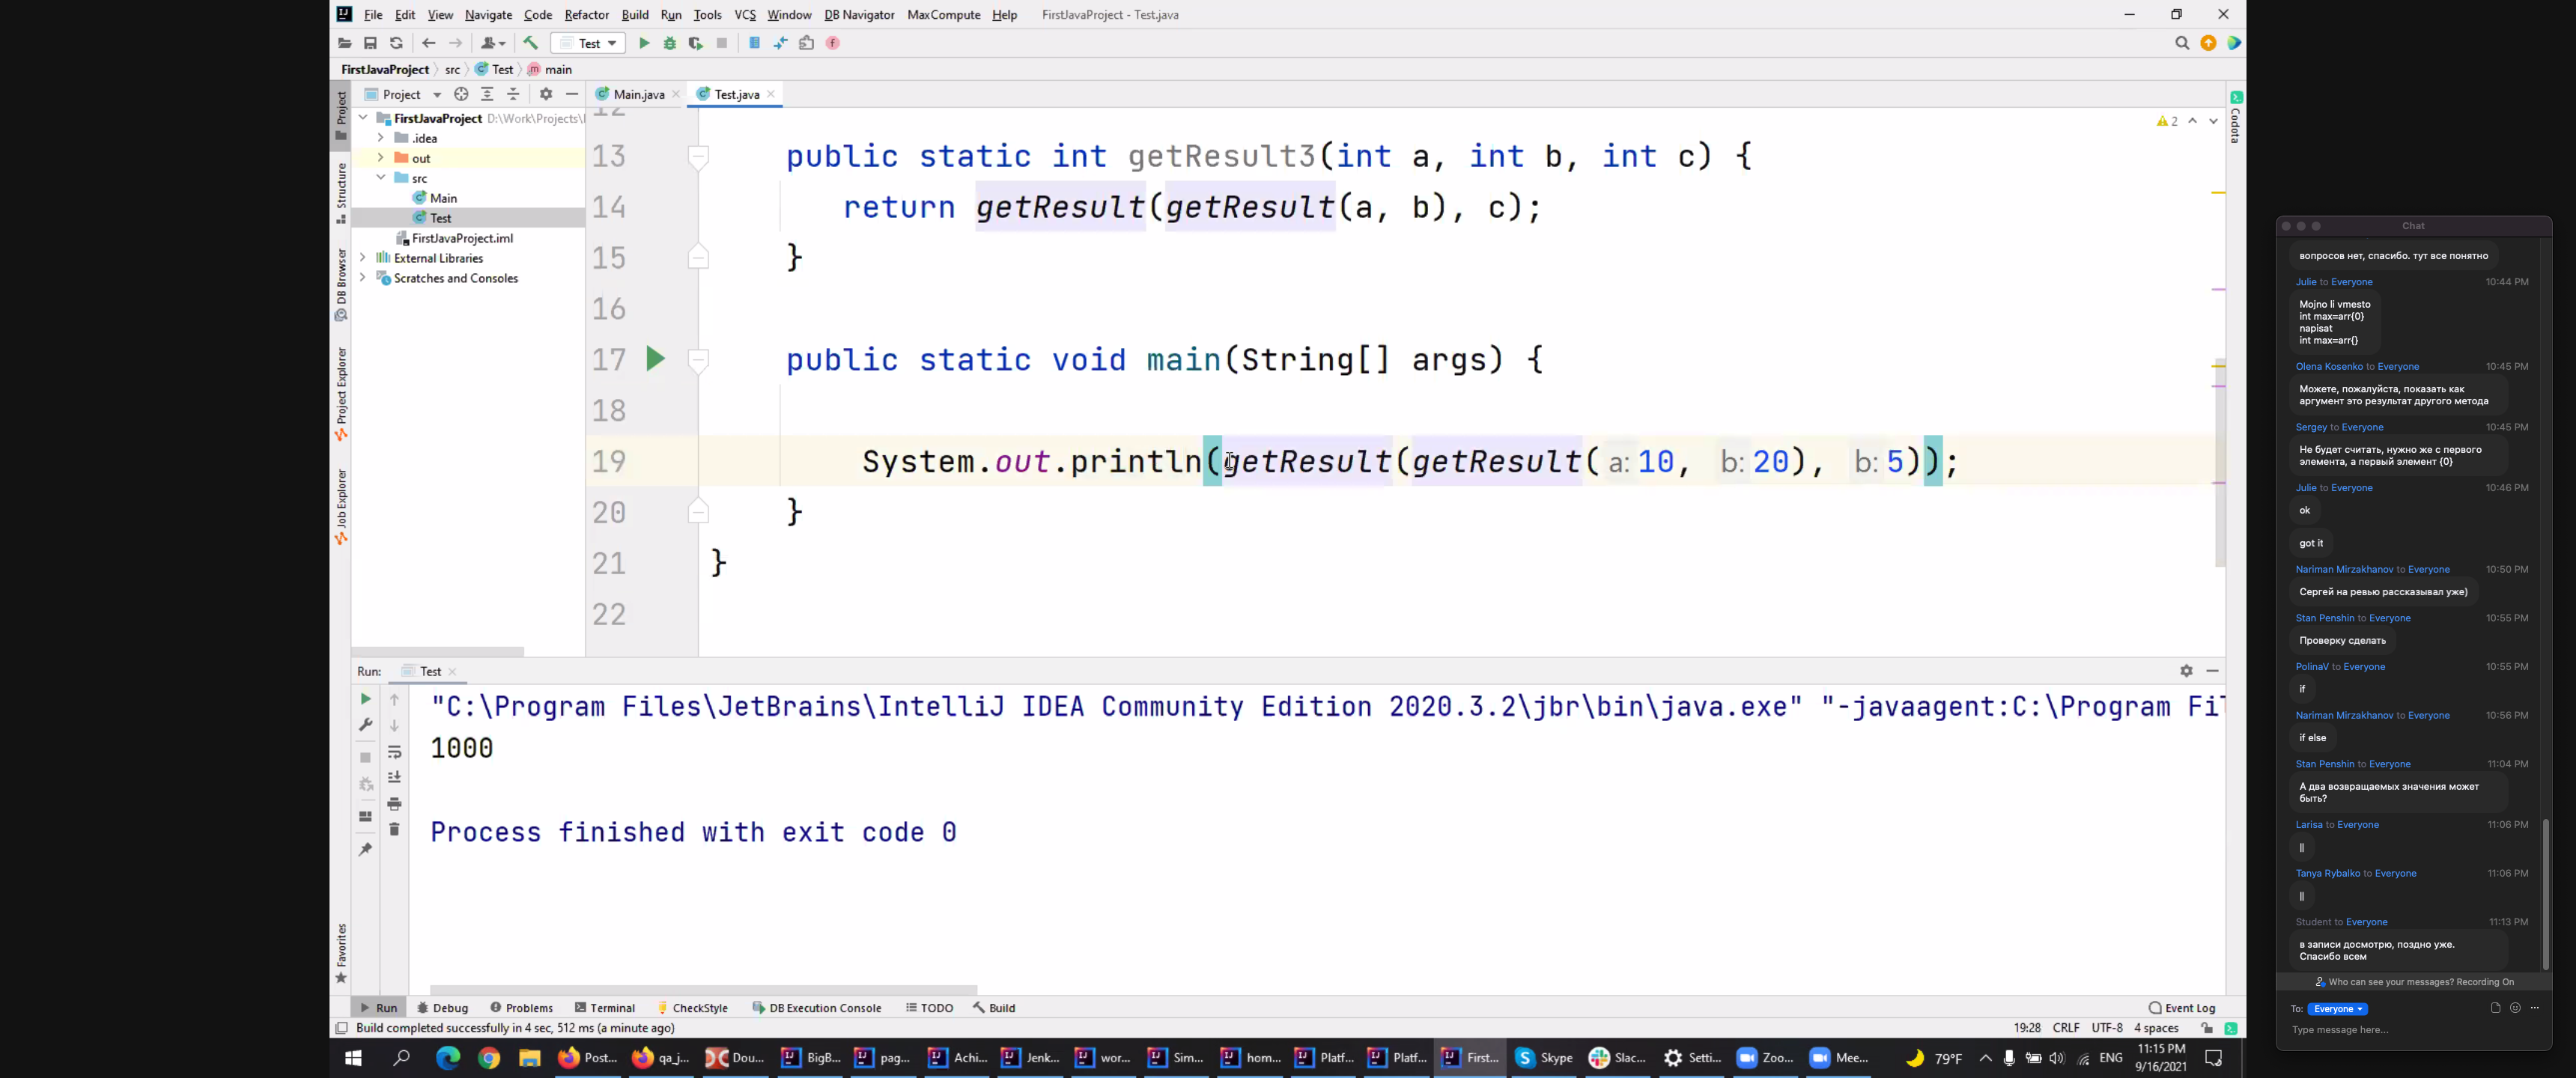 File Edit View Navigate Code Refactor Build Run Tools VCS Window DB Navigator MaxCompute Help FirstJavaProject - Test.java
Test
FirstJavaProject src Test main
Project
Main.java
Test.java
FirstJavaProject D:\Work\Projects\
.idea
out
src
Main
Test
FirstJavaProject.iml
External Libraries
Scratches and Consoles
Project
Structure
DB Browser
Project Explorer
Job Explorer
Favorites
Codota
2
12
13 public static int getResult3(int a, int b, int c) {
14 return getResult(getResult(a, b), c);
15 }
16
17 public static void main(String[] args) {
18
19 System.out.println(getResult(getResult( a: 10, b: 20), b: 5));
20 }
21 }
22
Run: Test
"C:\Program Files\JetBrains\IntelliJ IDEA Community Edition 2020.3.2\jbr\bin\java.exe" "-javaagent:C:\Program Fil
1000
Process finished with exit code 0
Run Debug Problems Terminal CheckStyle DB Execution Console TODO Build Event Log
Build completed successfully in 4 sec, 512 ms (a minute ago) 19:28 CRLF UTF-8 4 spaces
Post... qa_j... Dou... BigB... pag... Achi... Jenk... wor... Sim... hom... Platf... Platf... First... Skype Slac... Setti... Zoo... Mee... 79°F ENG 11:15 PM
9/16/2021
Chat
вопросов нет, спасибо. тут все понятно
Julie to Everyone 10:44 PM
Mojno li vmesto
int max=arr{0}
napisat
int max=arr{}
Olena Kosenko to Everyone 10:45 PM
Можете, пожалуйста, показать как
аргумент это результат другого метода
Sergey to Everyone 10:45 PM
Не будет считать, нужно же с первого
элемента, а первый элемент {0}
Julie to Everyone 10:46 PM
ok
got it
Nariman Mirzakhanov to Everyone 10:50 PM
Сергей на ревью рассказывал уже)
Stan Penshin to Everyone 10:55 PM
Проверку сделать
PolinaV to Everyone 10:55 PM
if
Nariman Mirzakhanov to Everyone 10:56 PM
if else
Stan Penshin to Everyone 11:04 PM
А два возвращаемых значения может
быть?
Larisa to Everyone 11:06 PM
||
Tanya Rybalko to Everyone 11:06 PM
||
Student to Everyone 11:13 PM
в записи досмотрю, поздно уже.
Спасибо всем
Who can see your messages? Recording On
To: Everyone
Type message here...